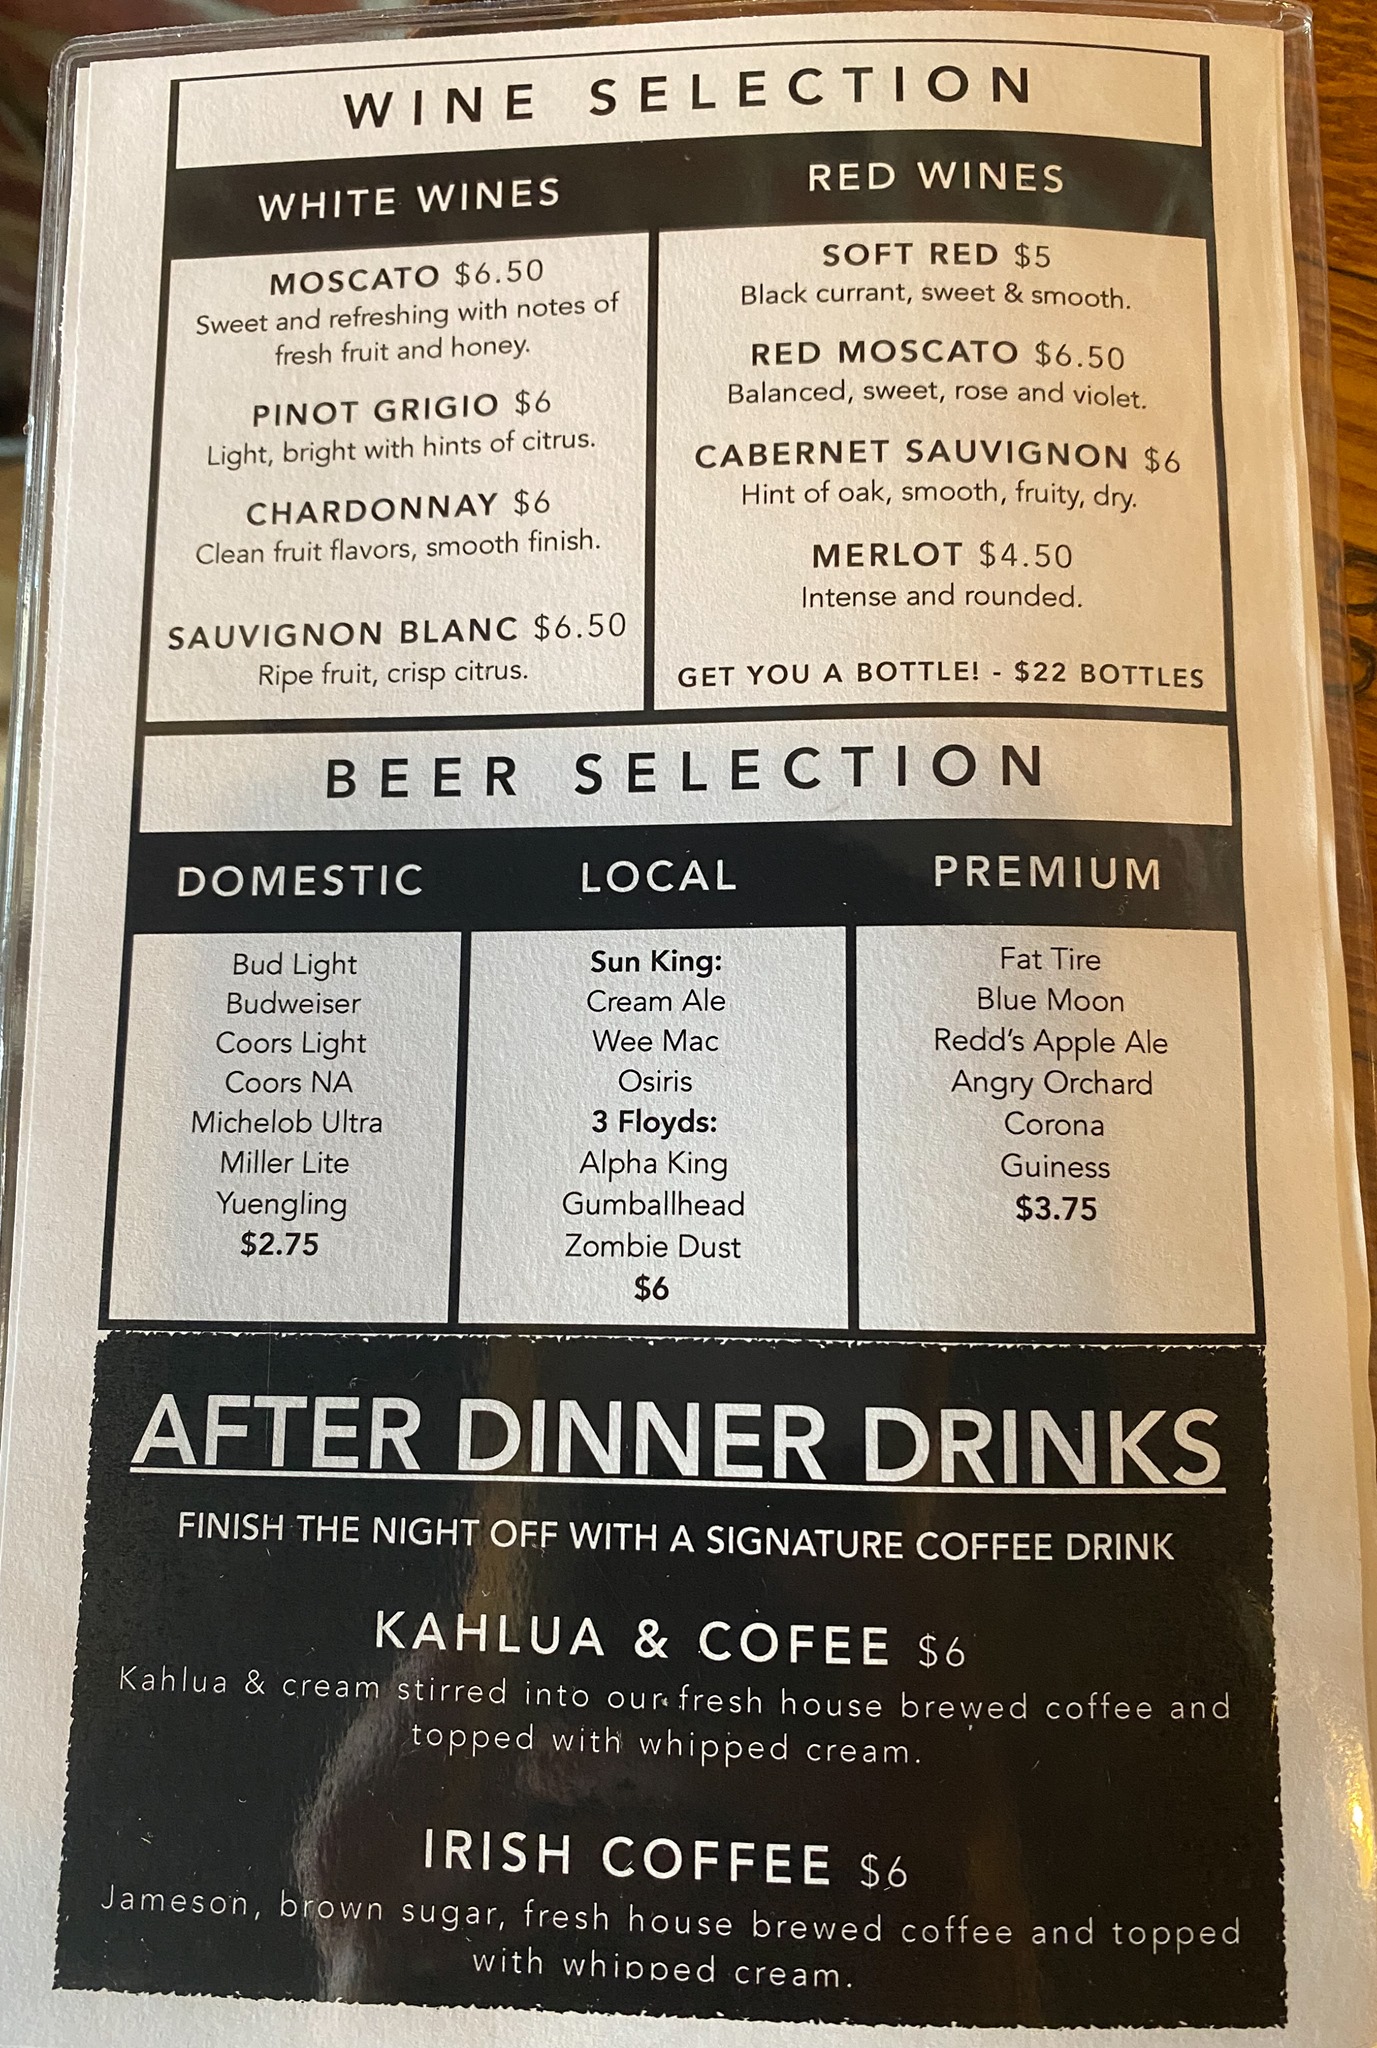 WINE SELECTION
WHITE WINES
MOSCATO $6.50
Sweet and refreshing with notes of
fresh fruit and honey.
PINOT GRIGIO $6
Light, bright with hints of citrus.
CHARDONNAY $6
Clean fruit flavors, smooth finish.
SAUVIGNON BLANC $6.50
Ripe fruit, crisp citrus.
RED WINES
SOFT RED $5
Black currant, sweet & smooth.
RED MOSCATO $6.50
Balanced, sweet, rose and violet.
CABERNET SAUVIGNON $6
Hint of oak, smooth, fruity, dry.
MERLOT $4.50
Intense and rounded.
GET YOU A BOTTLE! - $22 BOTTLES
BEER SELECTION
DOMESTIC
Bud Light
Budweiser
Coors Light
Coors NA
Michelob Ultra
Miller Lite
Yuengling
$2.75
LOCAL
Sun King:
Cream Ale
Wee Mac
Osiris
3 Floyds:
Alpha King
Gumballhead
Zombie Dust
$6
PREMIUM
Fat Tire
Blue Moon
Redd's Apple Ale
Angry Orchard
Corona
Guiness
$3.75
AFTER DINNER DRINKS
FINISH THE NIGHT OFF WITH A SIGNATURE COFFEE DRINK
KAHLUA & COFEE $6
Kahlua & cream stirred into our fresh house brewed coffee and
topped with whipped cream.
IRISH COFFEE $6
Jameson, brown sugar, fresh house brewed coffee and topped
with whipped cream.